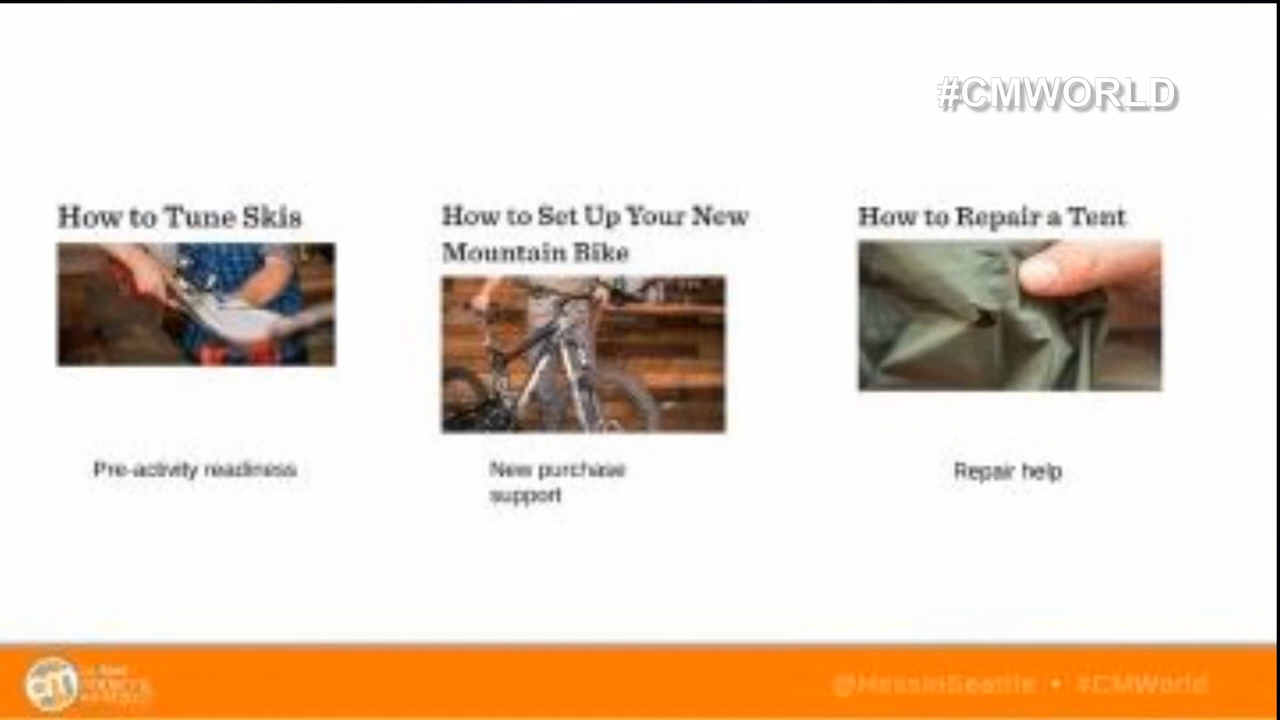 #CMWORLD
How to Tune Skis
How to Set Up Your New
Mountain Bike
How to Repair a Tent
Pre-activity readiness
New purchase
support
Repair help
@HessInSeattle • #CMWorld